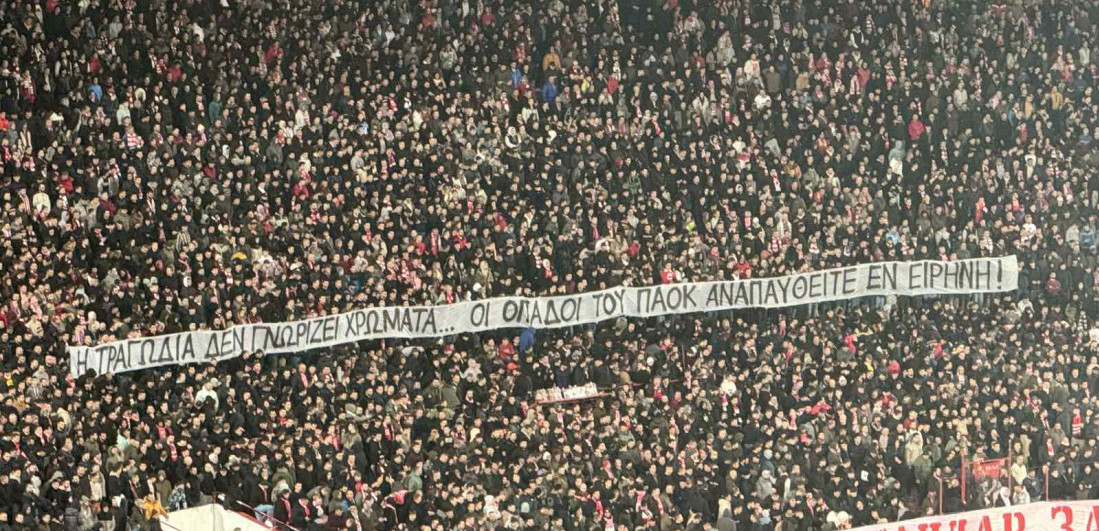 Η ΤΡΑΓΩΔΙΑ ΔΕΝ ΓΝΩΡΙΖΕΙ ΧΡΩΜΑΤΑ... ΟΙ ΟΠΑΔΟΙ ΤΟΥ ΠΑΟΚ ΑΝΑΠΑΥΘΕΙΤΕ ΕΝ ΕΙΡΗΝΗ!